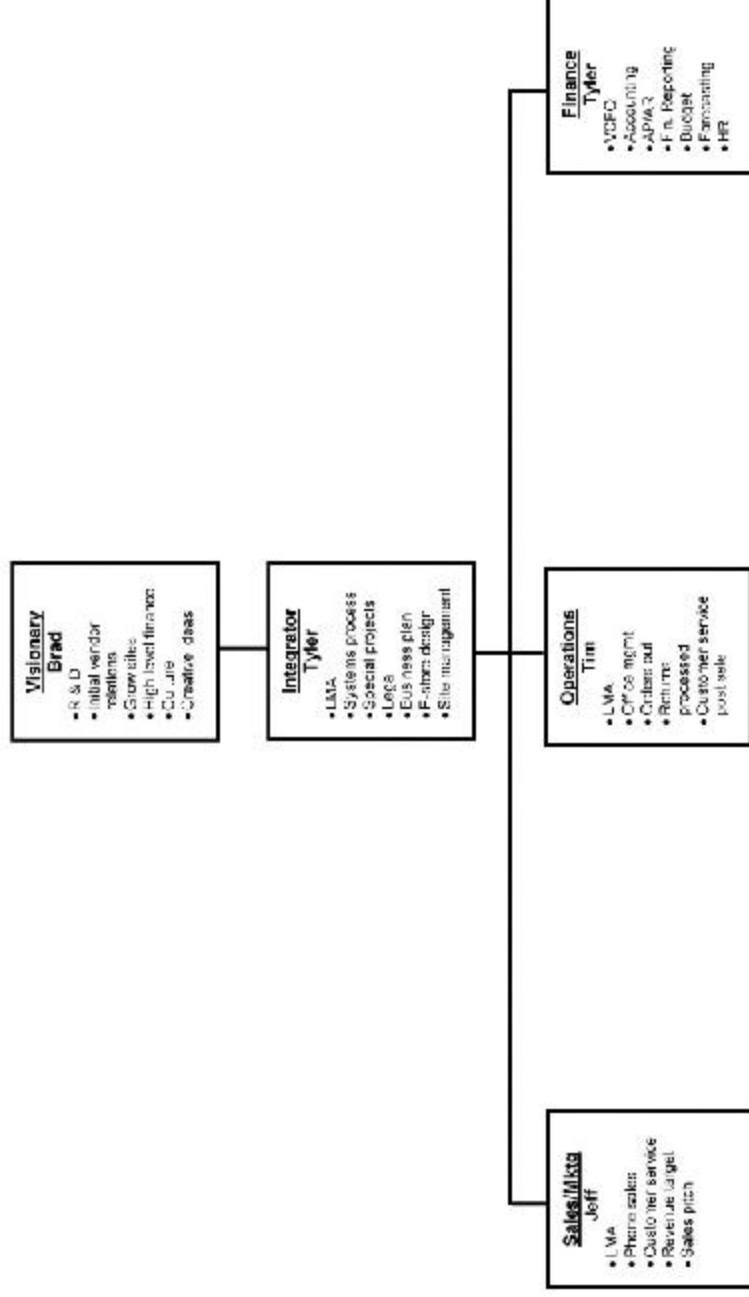 Visionary
Brad
• R & D
• Initial vendor
relations
• Grow sites
• High level finance
• Culture
• Creative ideas
Integrator
Tyler
• LMA
• Systems process
• Special projects
• Legal
• Business plan
• E-store design
• Site management
Sales/Mktg
Jeff
• LMA
• Phone sales
• Customer service
• Revenue target
• Sales pitch
Operations
Tim
• LMA
• Office mgmt
• Orders out
• Returns
processed
• Customer service
post sale
Finance
Tyler
• VCFO
• Accounting
• AP/AR
• Fin. Reporting
• Budget
• Forecasting
• HR